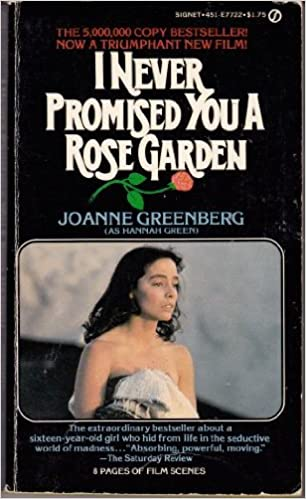 SIGNET•451-E7722•$1.75
THE 5,000,000 COPY BESTSELLER!
NOW A TRIUMPHANT NEW FILM!
I NEVER
PROMISED YOU A
ROSE GARDEN
JOANNE GREENBERG
(AS HANNAH GREEN)
The extraordinary bestseller about a
sixteen-year-old girl who hid from life in the seductive
world of madness... "Absorbing, powerful, moving."
—The Saturday Review
8 PAGES OF FILM SCENES